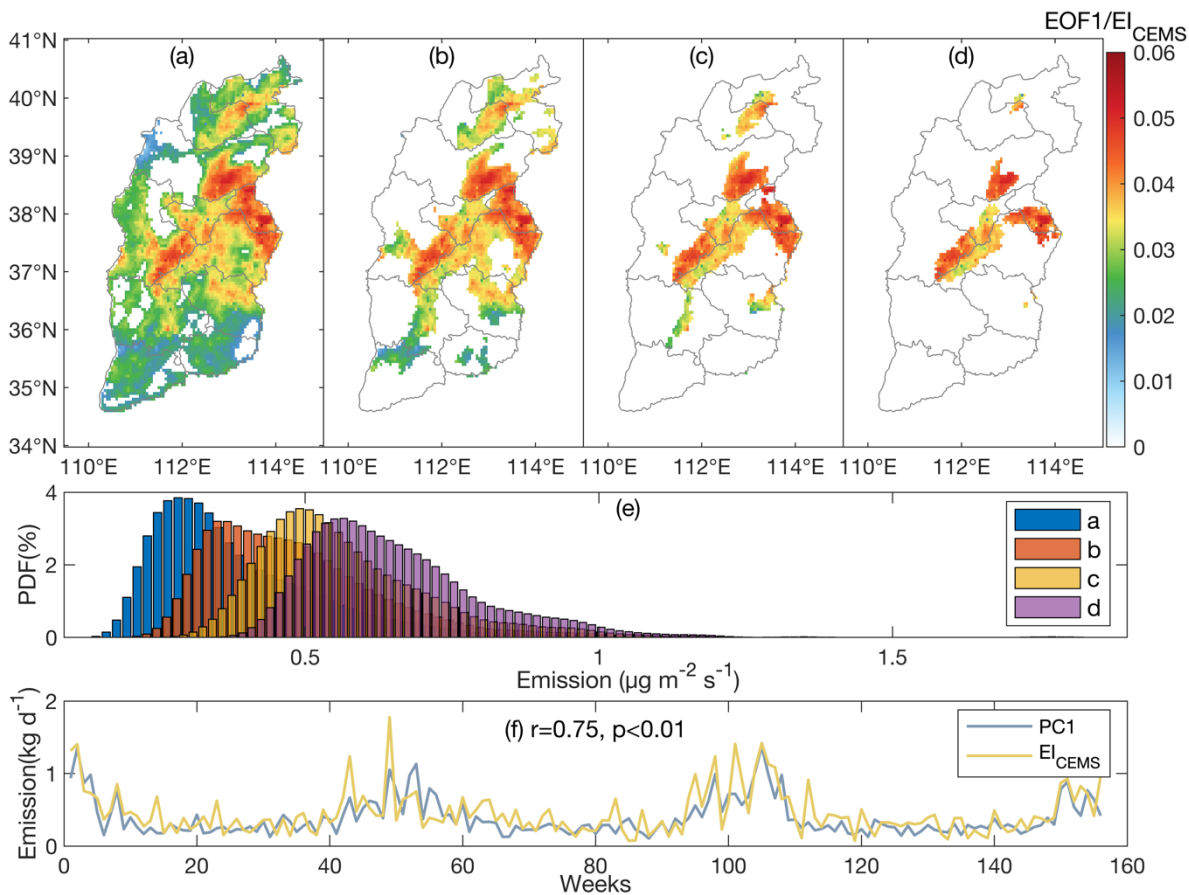 EOF1/EI_CEMS
(a) (b) (c) (d)
41°N
40°N
39°N
38°N
37°N
36°N
35°N
34°N
110°E 112°E 114°E 110°E 112°E 114°E 110°E 112°E 114°E 110°E 112°E 114°E
0.06
0.05
0.04
0.03
0.02
0.01
0
(e)
PDF(%)
4
2
0
a
b
c
d
0.5 1 1.5
Emission (μg m⁻² s⁻¹)
(f) r=0.75, p<0.01
Emission(kg d⁻¹)
2
1
0
PC1
EI_CEMS
0 20 40 60 80 100 120 140 160
Weeks